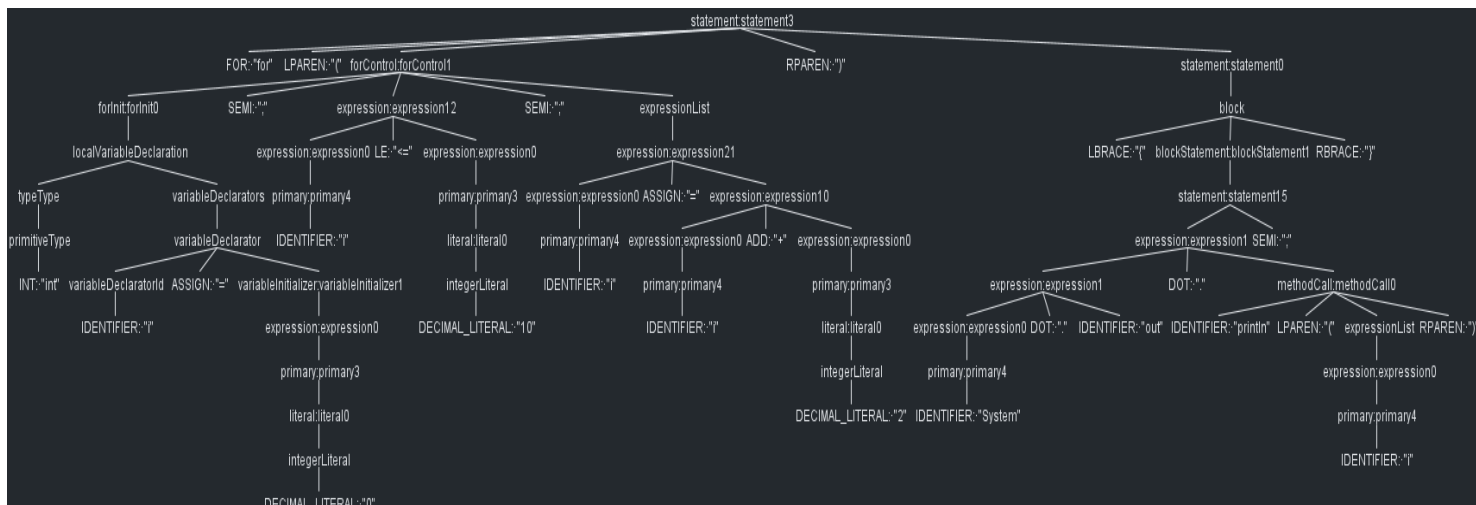 statement:statement3
FOR:·"for" LPAREN:·"(" forControl:forControl1 RPAREN:·")" statement:statement0
forInit:forInit0 SEMI:·";" expression:expression12 SEMI:·";" expressionList block
localVariableDeclaration expression:expression0 LE:·"<=" expression:expression0 expression:expression21 LBRACE:·"{" blockStatement:blockStatement1 RBRACE:·"}"
typeType variableDeclarators primary:primary4 primary:primary3 expression:expression0 ASSIGN:·"=" expression:expression10 statement:statement15
primitiveType variableDeclarator IDENTIFIER:·"i" literal:literal0 primary:primary4 expression:expression0 ADD:·"+" expression:expression0 expression:expression1 SEMI:·";"
INT:·"int" variableDeclaratorId ASSIGN:·"=" variableInitializer:variableInitializer1 integerLiteral IDENTIFIER:·"i" primary:primary4 primary:primary3 expression:expression1 DOT:·"." methodCall:methodCall0
IDENTIFIER:·"i" expression:expression0 DECIMAL_LITERAL:·"10" IDENTIFIER:·"i" literal:literal0 expression:expression0 DOT:·"." IDENTIFIER:·"out" IDENTIFIER:·"println" LPAREN:·"(" expressionList RPAREN:·")"
primary:primary3 integerLiteral primary:primary4 expression:expression0
literal:literal0 DECIMAL_LITERAL:·"2" IDENTIFIER:·"System" primary:primary4
integerLiteral IDENTIFIER:·"i"
DECIMAL_LITERAL:·"0"